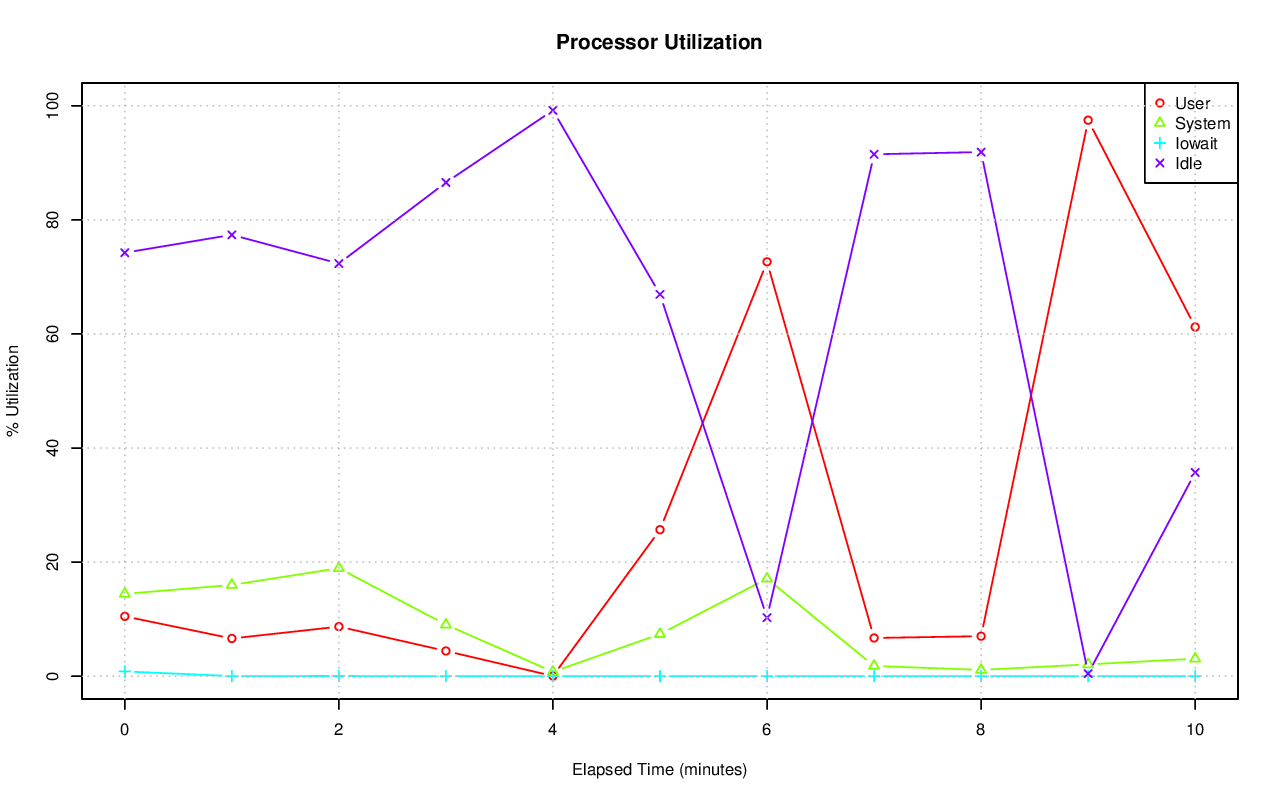 Processor Utilization
% Utilization
100
80
60
40
20
0
User
System
Iowait
Idle
0 2 4 6 8 10
Elapsed Time (minutes)